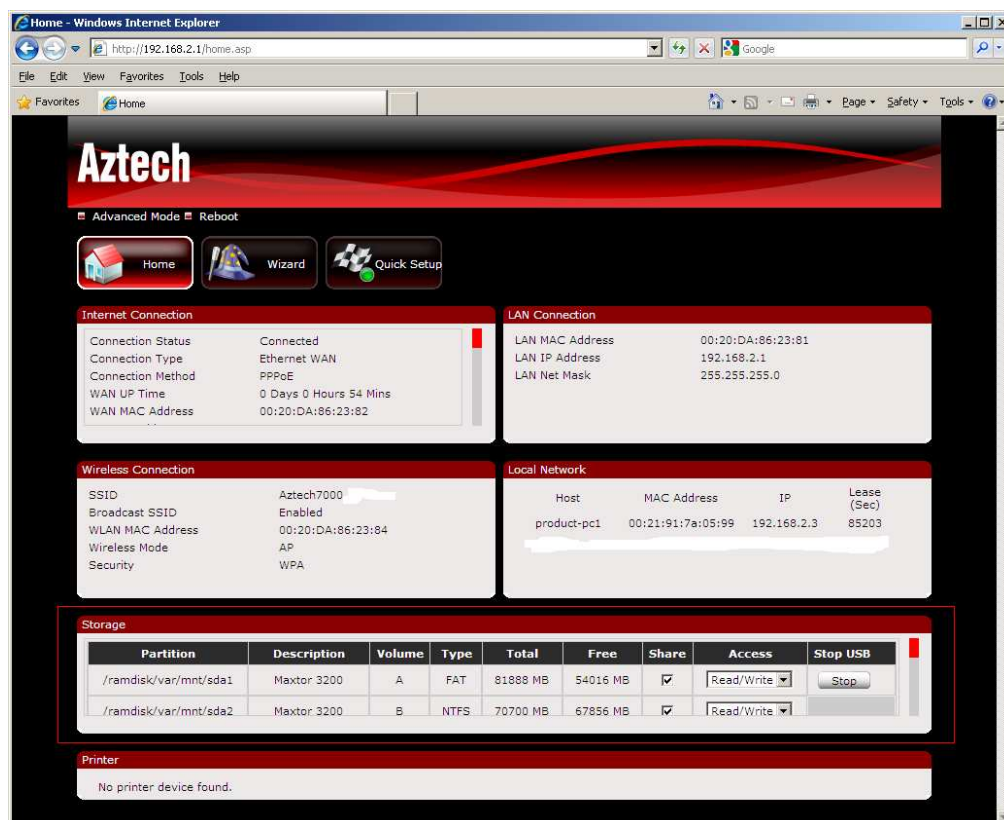 Home - Windows Internet Explorer
http://192.168.2.1/home.asp
Google
File Edit View Favorites Tools Help
Favorites Home Page Safety Tools
Aztech
Advanced Mode Reboot
Home Wizard Quick Setup
Internet Connection
Connection Status Connected
Connection Type Ethernet WAN
Connection Method PPPoE
WAN UP Time 0 Days 0 Hours 54 Mins
WAN MAC Address 00:20:DA:86:23:82
LAN Connection
LAN MAC Address 00:20:DA:86:23:81
LAN IP Address 192.168.2.1
LAN Net Mask 255.255.255.0
Wireless Connection
SSID Aztech7000
Broadcast SSID Enabled
WLAN MAC Address 00:20:DA:86:23:84
Wireless Mode AP
Security WPA
Local Network
Host MAC Address IP Lease (Sec)
product-pc1 00:21:91:7a:05:99 192.168.2.3 85203
Storage
Partition Description Volume Type Total Free Share Access Stop USB
/ramdisk/var/mnt/sda1 Maxtor 3200 A FAT 81888 MB 54016 MB Read/Write Stop
/ramdisk/var/mnt/sda2 Maxtor 3200 B NTFS 70700 MB 67856 MB Read/Write
Printer
No printer device found.